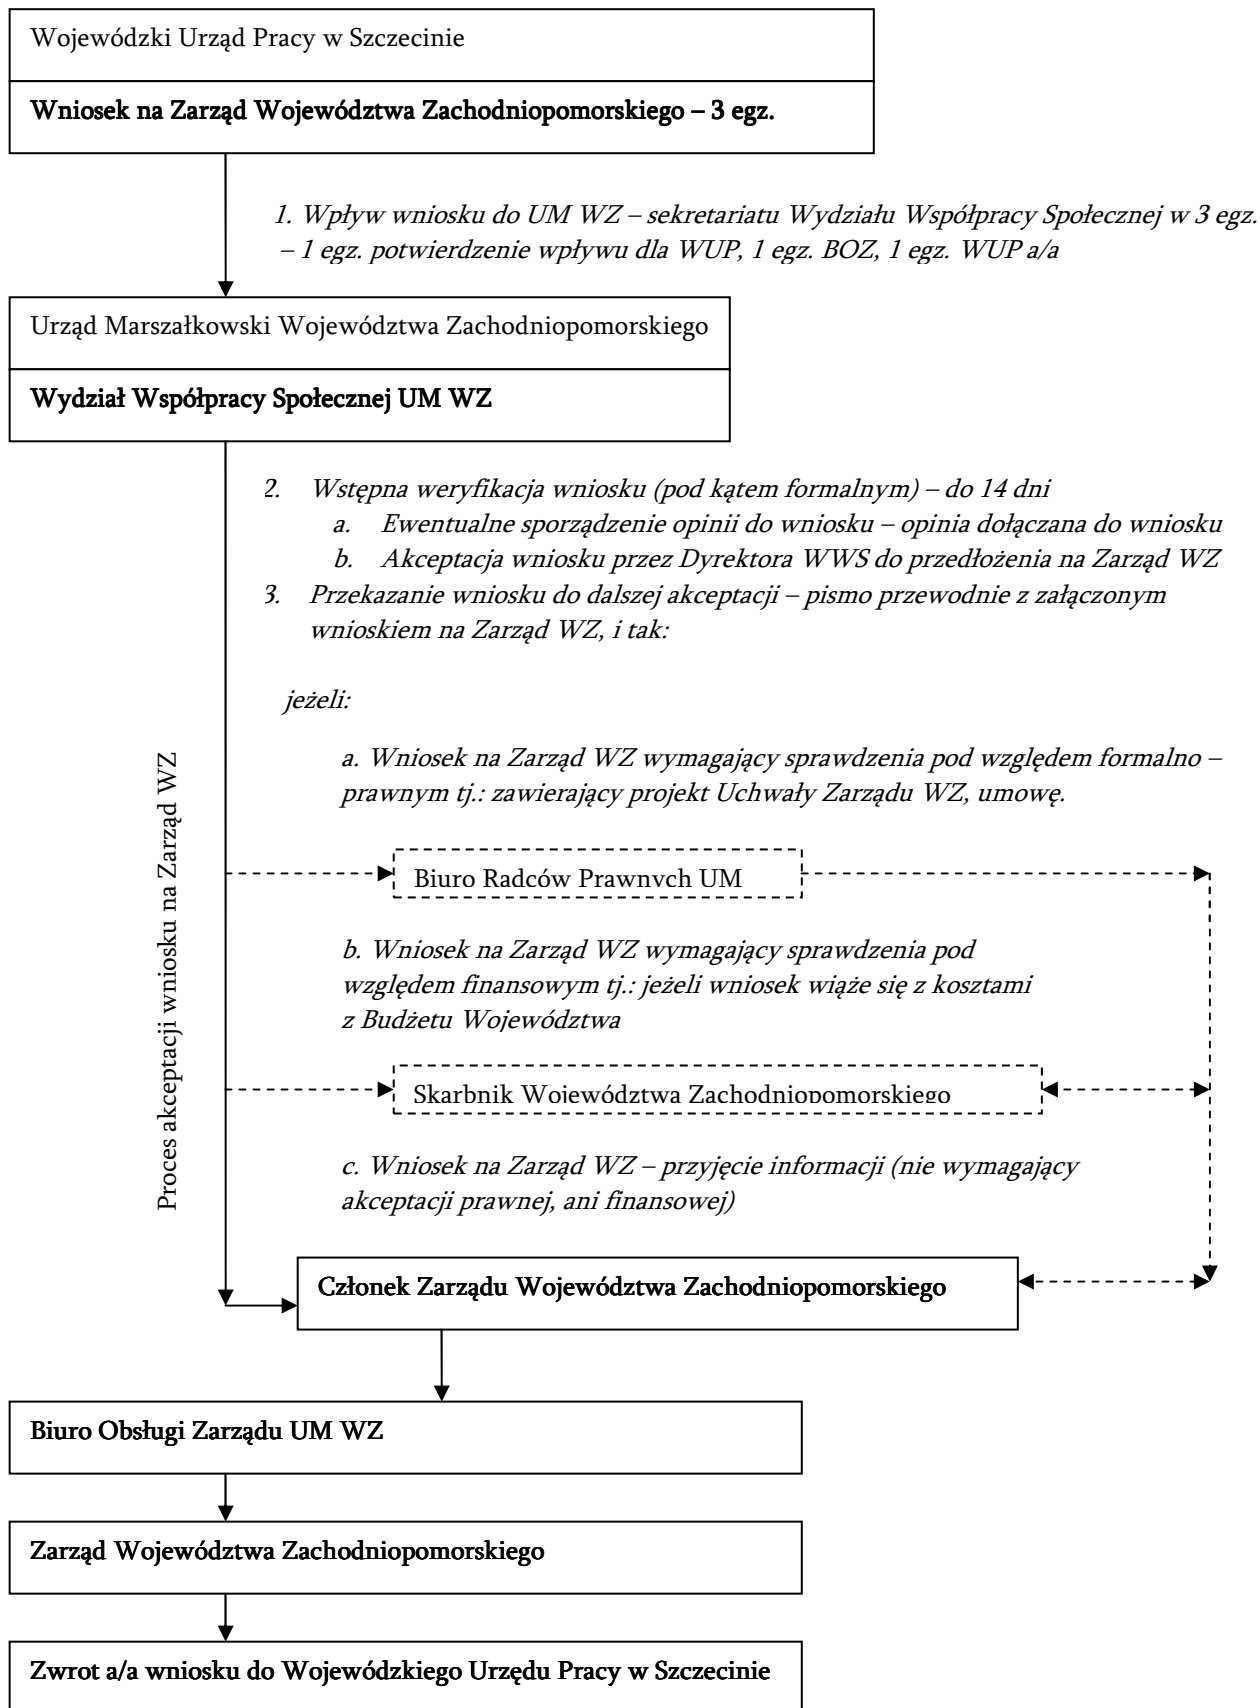 Wojewódzki Urząd Pracy w Szczecinie
Wniosek na Zarząd Województwa Zachodniopomorskiego – 3 egz.
1. Wpływ wniosku do UM WZ – sekretariatu Wydziału Współpracy Społecznej w 3 egz.
– 1 egz. potwierdzenie wpływu dla WUP, 1 egz. BOZ, 1 egz. WUP a/a
Urząd Marszałkowski Województwa Zachodniopomorskiego
Wydział Współpracy Społecznej UM WZ
2. Wstępna weryfikacja wniosku (pod kątem formalnym) – do 14 dni
a. Ewentualne sporządzenie opinii do wniosku – opinia dołączana do wniosku
b. Akceptacja wniosku przez Dyrektora WWS do przedłożenia na Zarząd WZ
3. Przekazanie wniosku do dalszej akceptacji – pismo przewodnie z załączonym
wnioskiem na Zarząd WZ, i tak:
jeżeli:
Proces akceptacji wniosku na Zarząd WZ
a. Wniosek na Zarząd WZ wymagający sprawdzenia pod względem formalno –
prawnym tj.: zawierający projekt Uchwały Zarządu WZ, umowę.
Biuro Radców Prawnych UM
b. Wniosek na Zarząd WZ wymagający sprawdzenia pod
względem finansowym tj.: jeżeli wniosek wiąże się z kosztami
z Budżetu Województwa
Skarbnik Województwa Zachodniopomorskiego
c. Wniosek na Zarząd WZ – przyjęcie informacji (nie wymagający
akceptacji prawnej, ani finansowej)
Członek Zarządu Województwa Zachodniopomorskiego
Biuro Obsługi Zarządu UM WZ
Zarząd Województwa Zachodniopomorskiego
Zwrot a/a wniosku do Wojewódzkiego Urzędu Pracy w Szczecinie